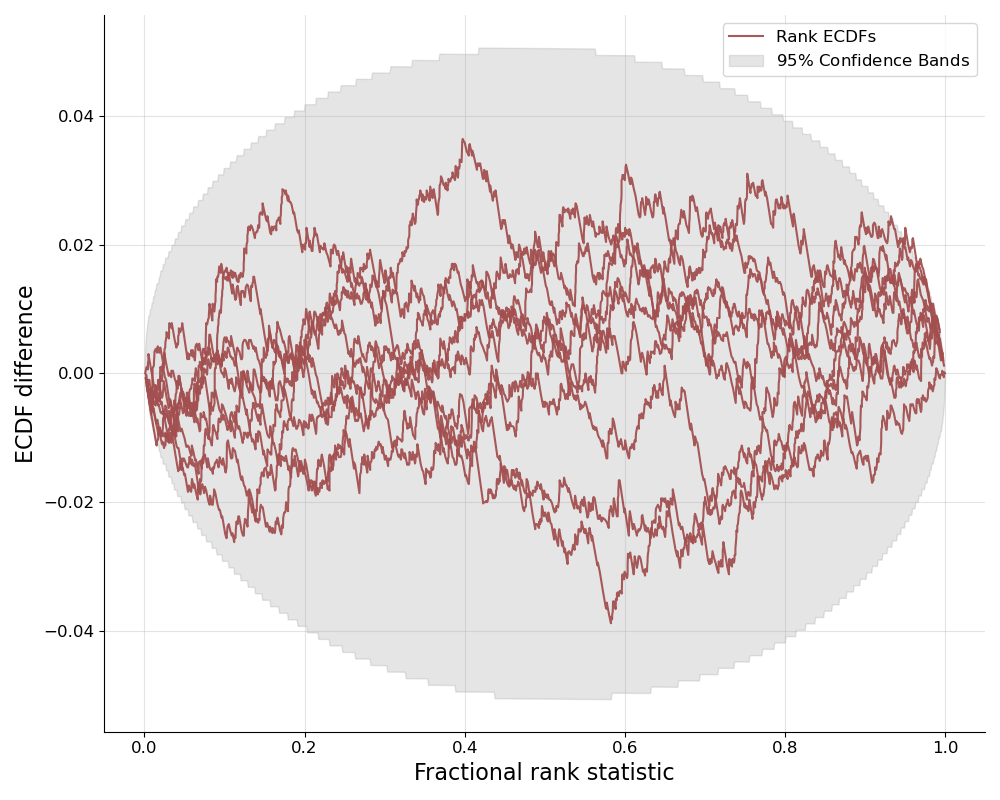 Rank ECDFs
95% Confidence Bands
0.04
0.02
0.00
−0.02
−0.04
ECDF difference
0.0 0.2 0.4 0.6 0.8 1.0
Fractional rank statistic